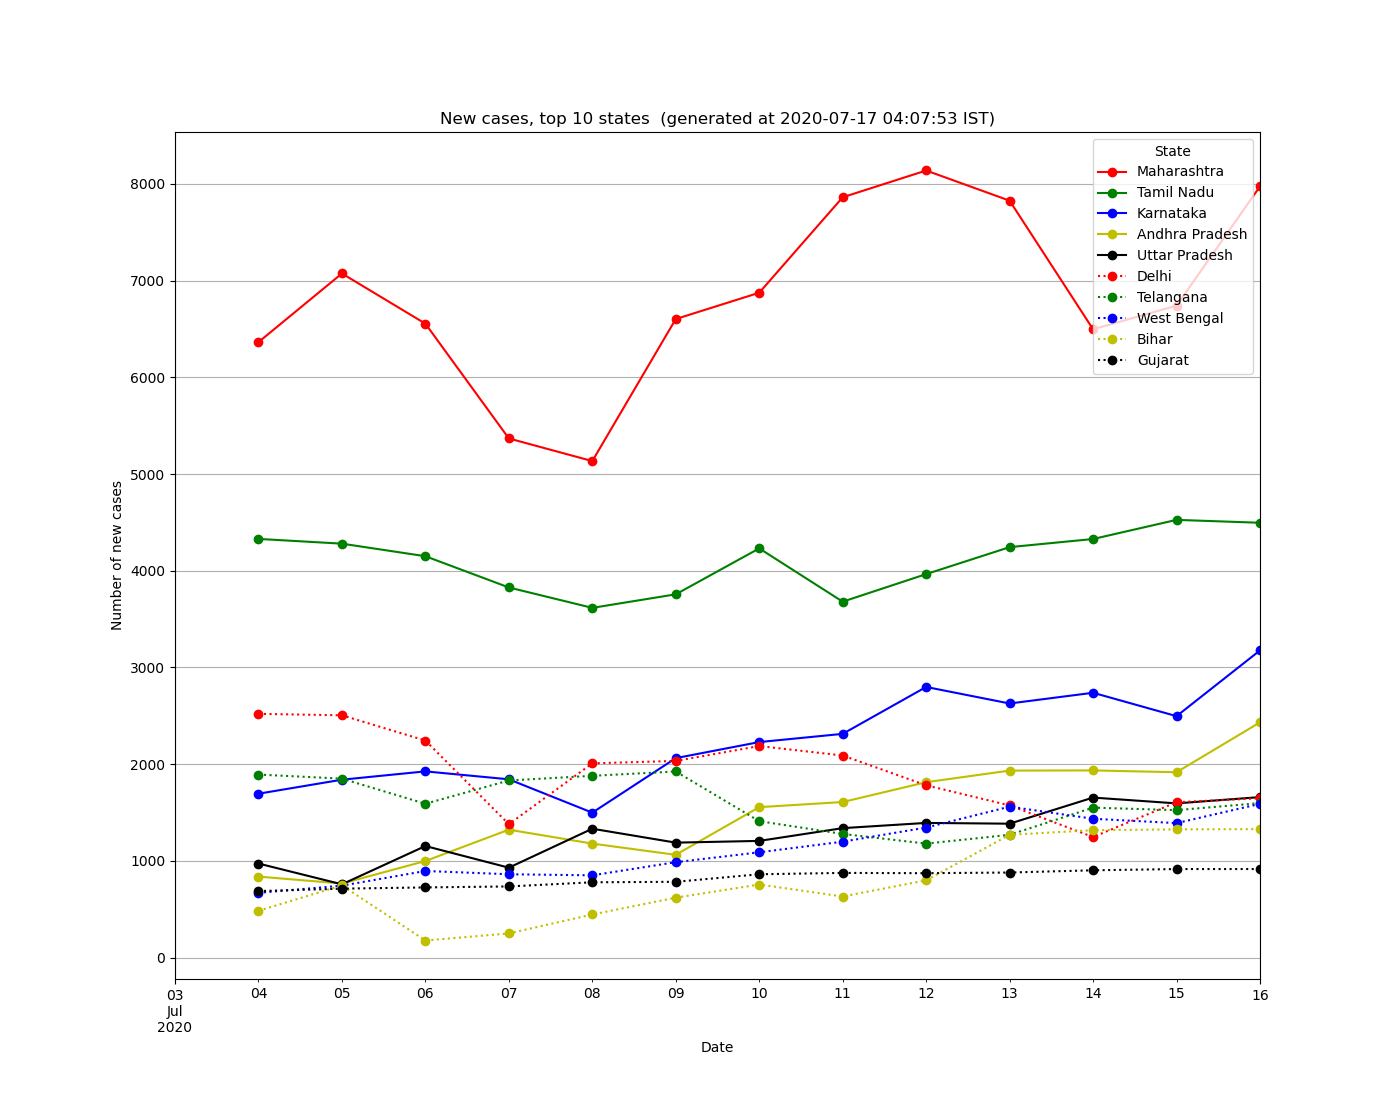 New cases, top 10 states  (generated at 2020-07-17 04:07:53 IST)
State
Maharashtra
Tamil Nadu
Karnataka
Andhra Pradesh
Uttar Pradesh
Delhi
Telangana
West Bengal
Bihar
Gujarat
8000
7000
6000
5000
4000
3000
2000
1000
0
Number of new cases
03 04 05 06 07 08 09 10 11 12 13 14 15 16
Jul
2020
Date